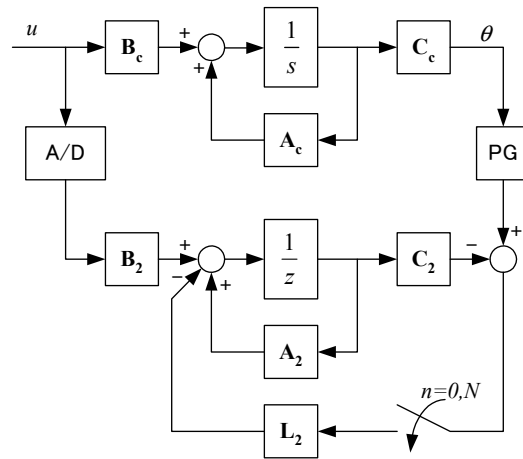 u
B_c
+
+
1/s
C_c
θ
A_c
A/D
PG
B_2
+
−
+
1/z
C_2
−
+
A_2
n=0,N
L_2